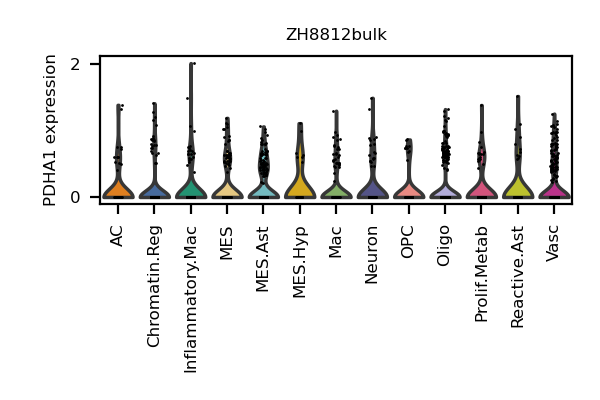 ZH8812bulk
PDHA1 expression
2
0
AC
Chromatin.Reg
Inflammatory.Mac
MES
MES.Ast
MES.Hyp
Mac
Neuron
OPC
Oligo
Prolif.Metab
Reactive.Ast
Vasc